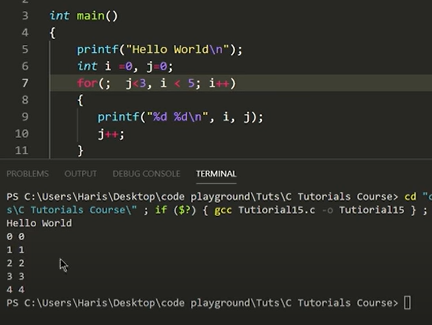 3 int main()
4 {
5 printf("Hello World\n");
6 int i =0, j=0;
7 for(; j<3, i < 5; i++)
8 {
9 printf("%d %d\n", i, j);
10 j++;
11 }
PROBLEMS OUTPUT DEBUG CONSOLE TERMINAL
PS C:\Users\Haris\Desktop\code playground\Tuts\C Tutorials Course> cd "c
s\C Tutorials Course\" ; if ($?) { gcc Tutiorial15.c -o Tutiorial15 } ;
Hello World
0 0
1 1
2 2
3 3
4 4
PS C:\Users\Haris\Desktop\code playground\Tuts\C Tutorials Course>